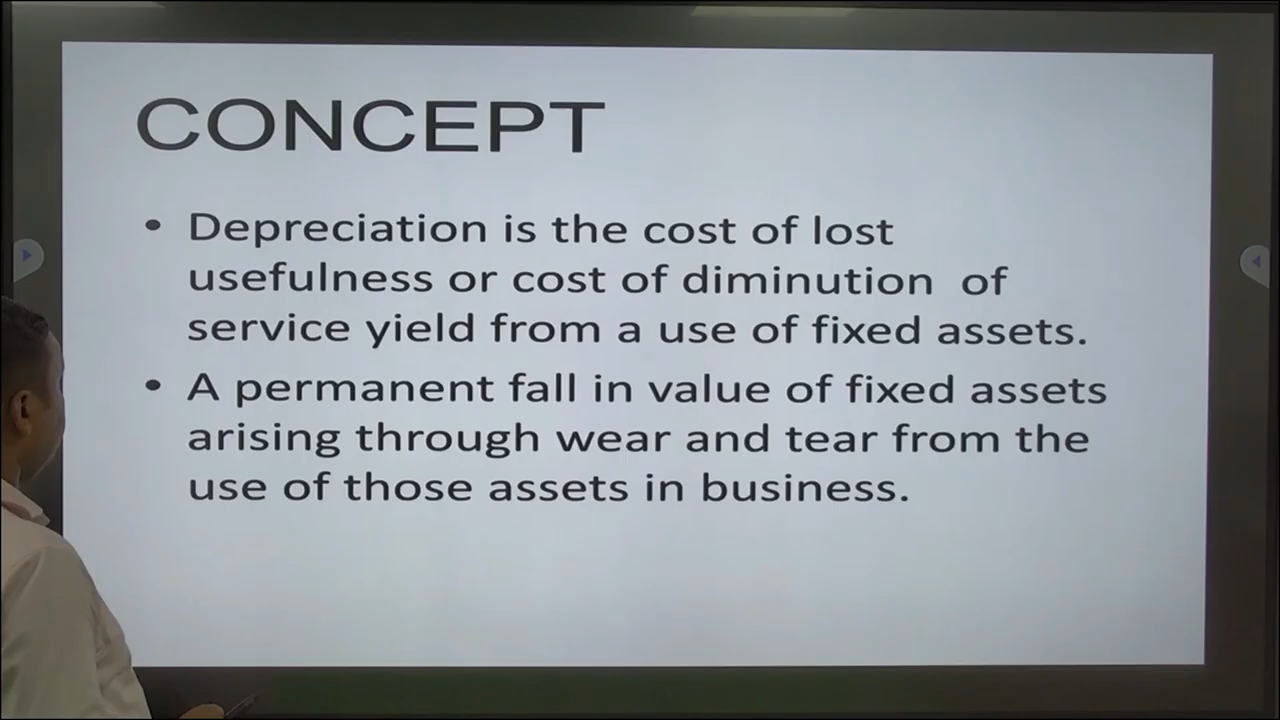 CONCEPT
• Depreciation is the cost of lost
usefulness or cost of diminution of
service yield from a use of fixed assets.
• A permanent fall in value of fixed assets
arising through wear and tear from the
use of those assets in business.